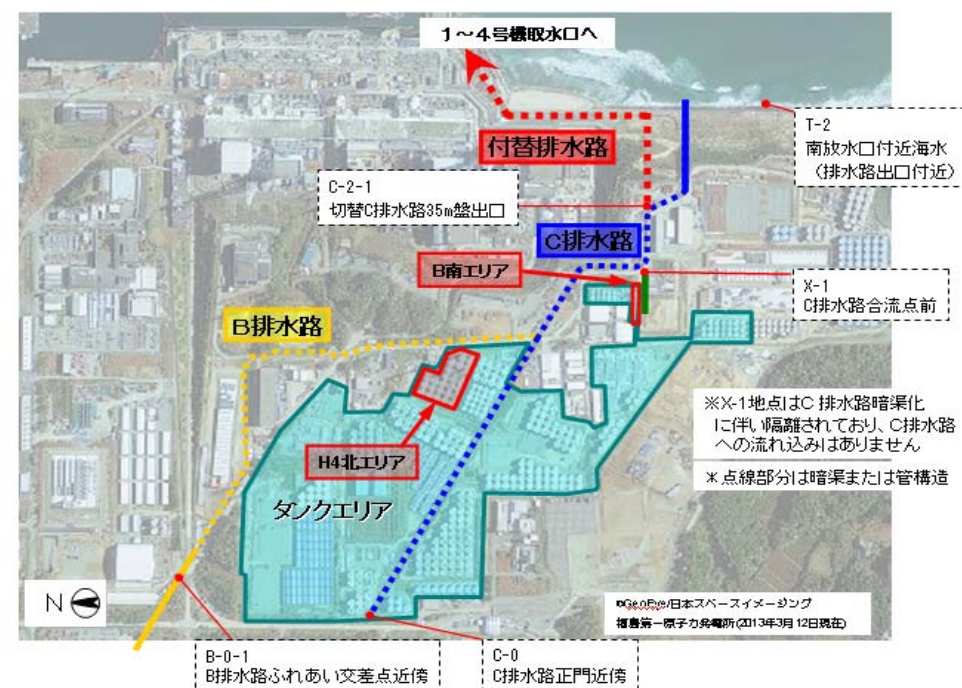 1～4号機取水口へ
付替排水路
T-2
南放水口付近海水
（排水路出口付近）
C-2-1
切替C排水路35m盤出口
C排水路
B南エリア
X-1
C排水路合流点前
B排水路
※X-1地点はC排水路暗渠化
に伴い隔離されており、C排水路
への流れ込みはありません
H4北エリア
＊点線部分は暗渠または管構造
タンクエリア
N
©GeoEye/日本スペースイメージング
福島第一原子力発電所(2013年3月12日現在)
B-0-1
B排水路ふれあい交差点近傍
C-0
C排水路正門近傍